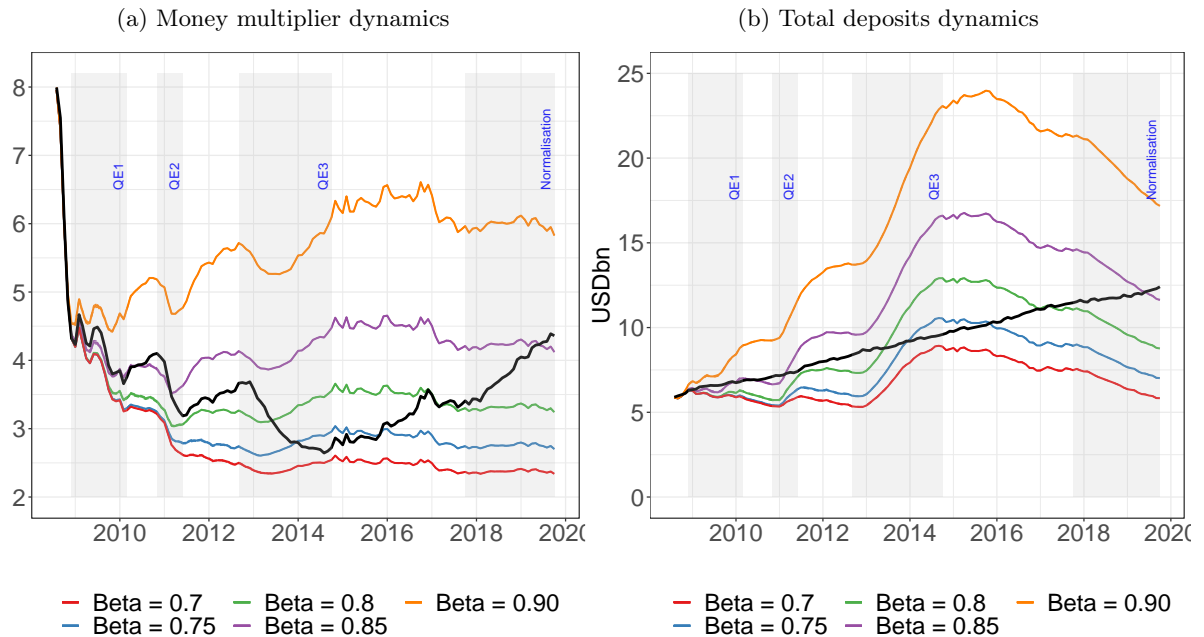 (a) Money multiplier dynamics
8
7
6
5
4
3
2
QE1
QE2
QE3
Normalisation
2010 2012 2014 2016 2018 202
Beta = 0.7 Beta = 0.8 Beta = 0.90
Beta = 0.75 Beta = 0.85
(b) Total deposits dynamics
USDbn
25
20
15
10
5
0
QE1
QE2
QE3
Normalisation
2010 2012 2014 2016 2018 202
Beta = 0.7 Beta = 0.8 Beta = 0.90
Beta = 0.75 Beta = 0.85